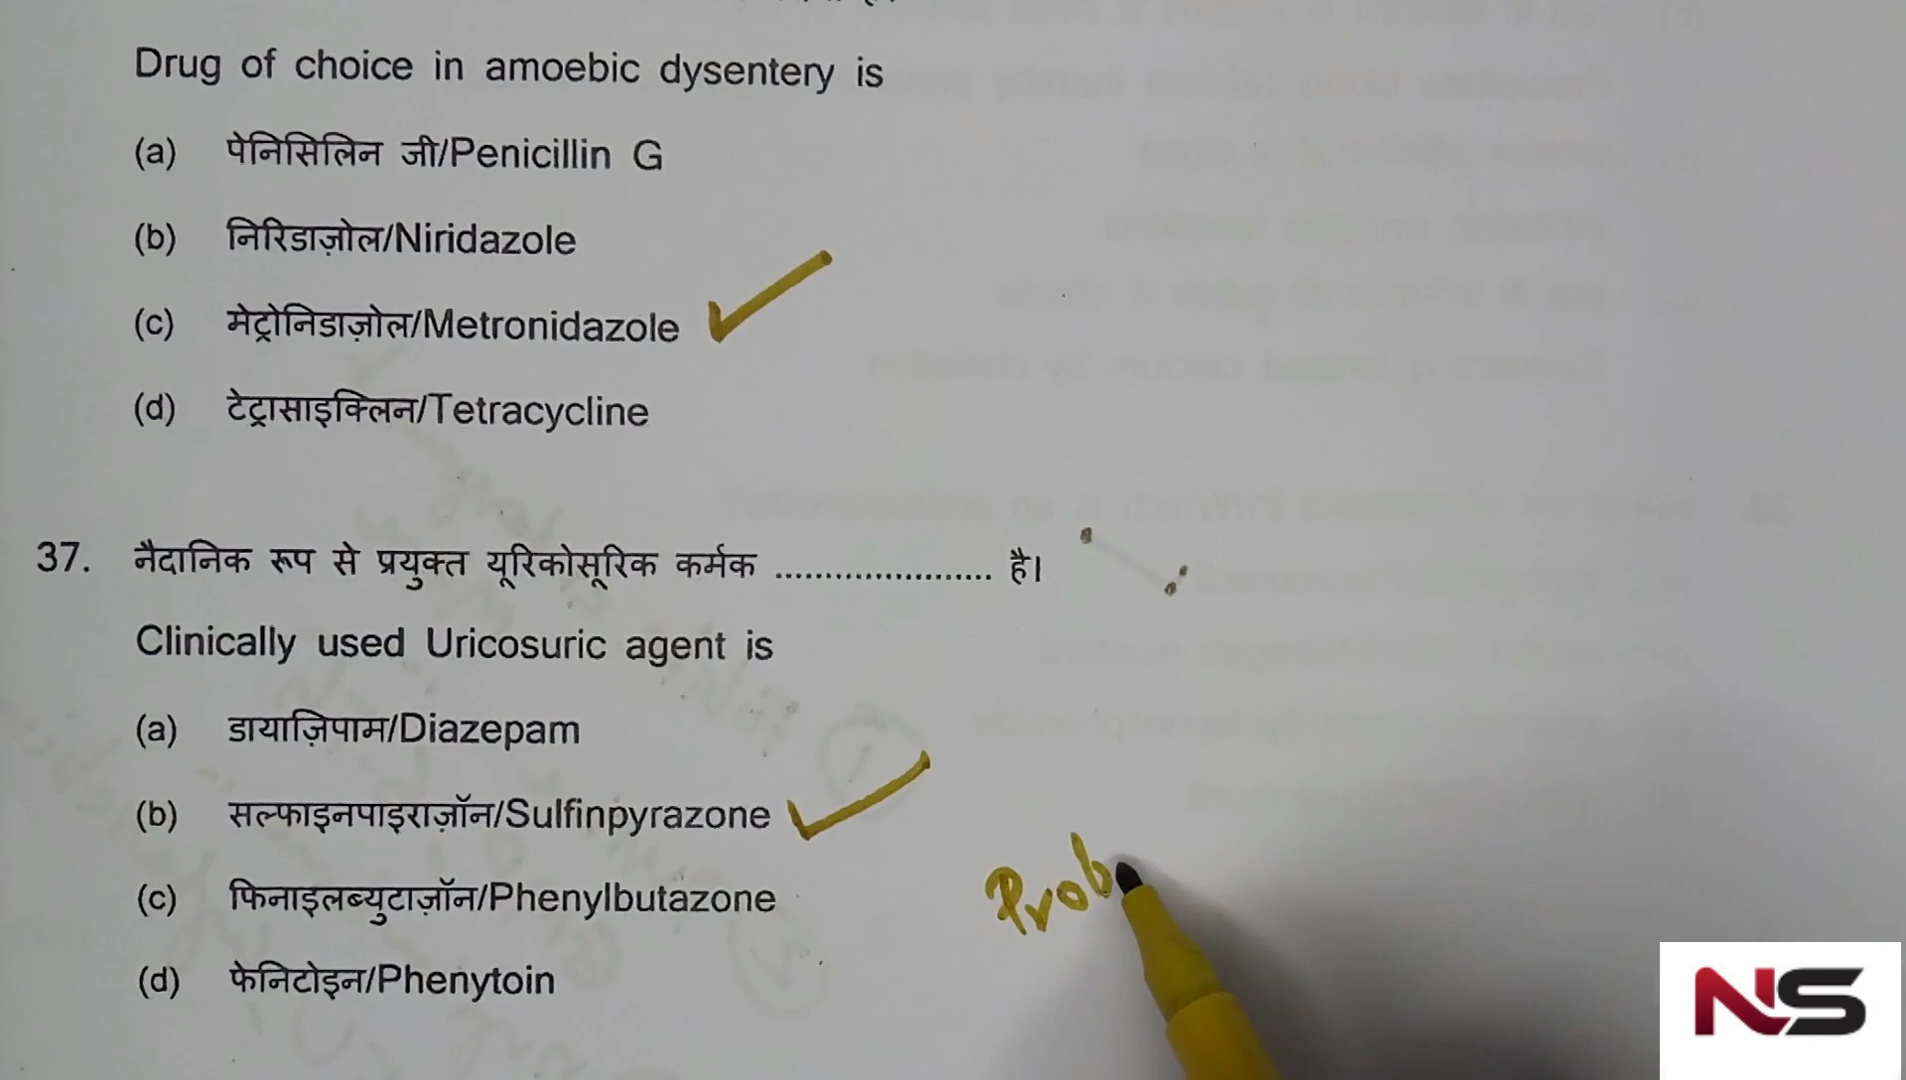 Drug of choice in amoebic dysentery is
(a) पेनिसिलिन जी/Penicillin G
(b) निरिडाज़ोल/Niridazole
(c) मेट्रोनिडाज़ोल/Metronidazole
(d) टेट्रासाइक्लिन/Tetracycline
37. नैदानिक रूप से प्रयुक्त यूरिकोसूरिक कर्मक ...................... है।
Clinically used Uricosuric agent is
(a) डायाज़िपाम/Diazepam
(b) सल्फाइनपाइराज़ॉन/Sulfinpyrazone
(c) फिनाइलब्युटाज़ॉन/Phenylbutazone
Prob
(d) फेनिटोइन/Phenytoin
NS